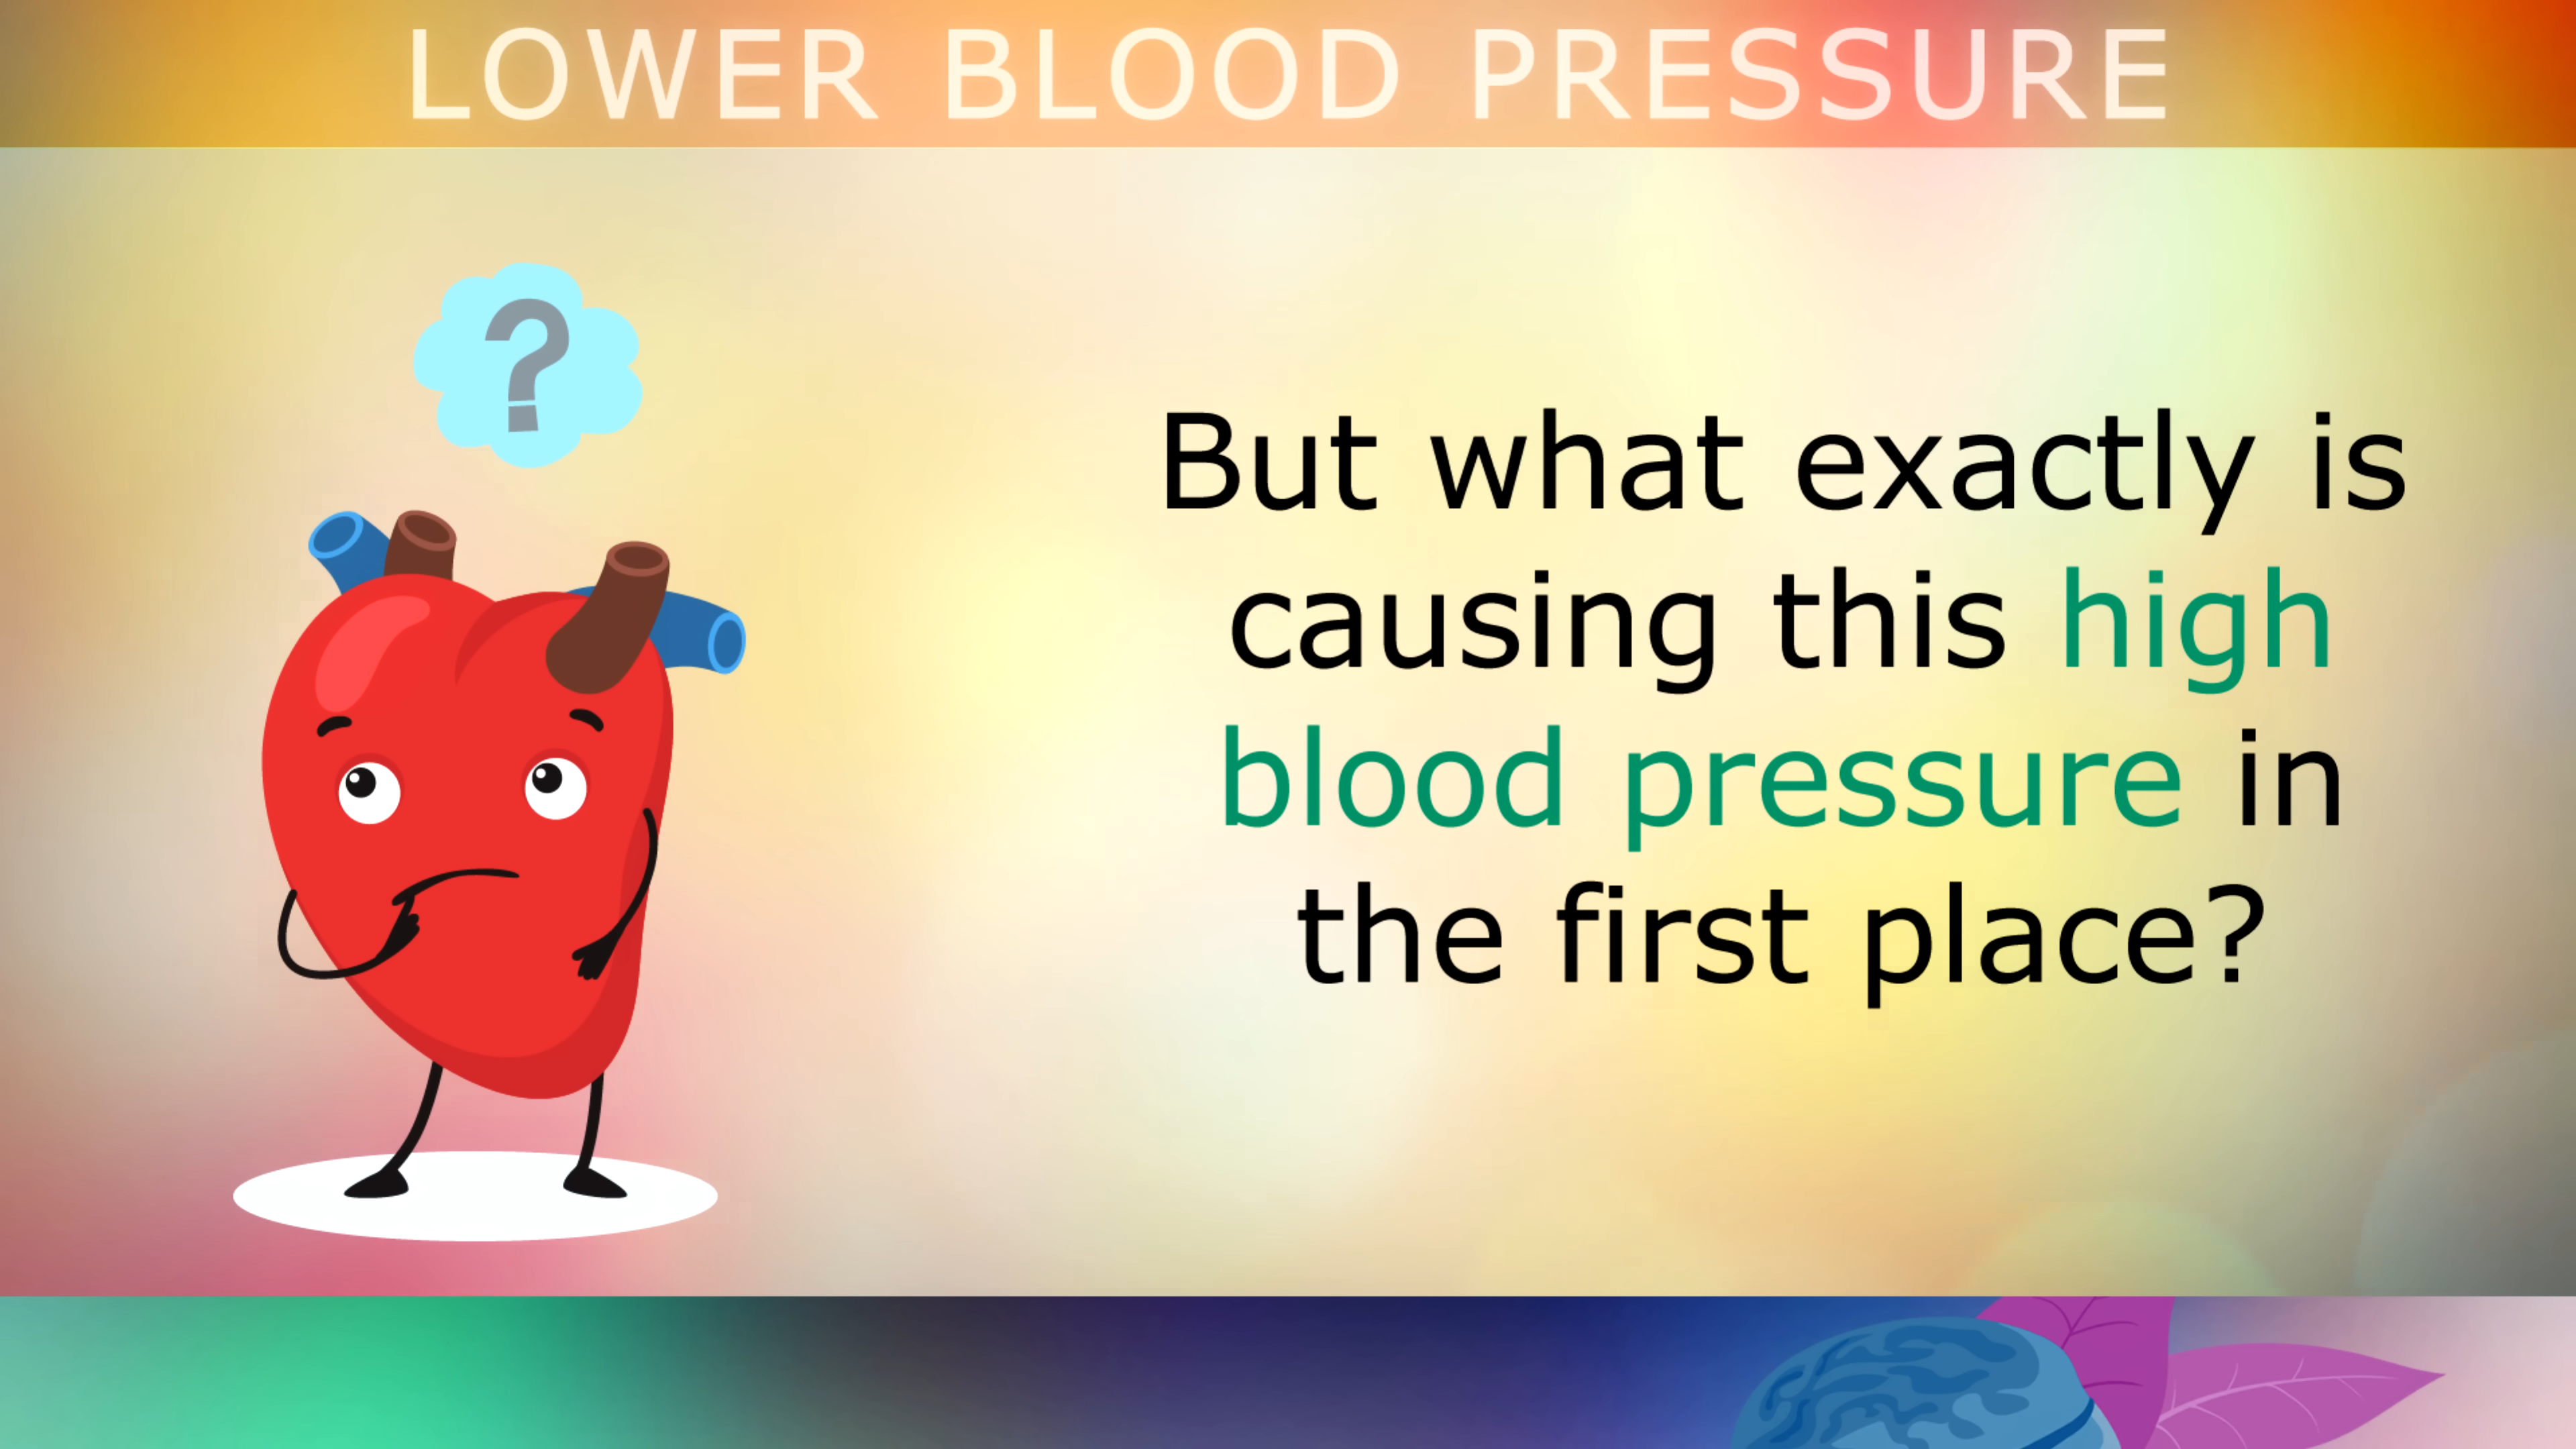 LOWER BLOOD PRESSURE
?
But what exactly is
causing this high
blood pressure in
the first place?